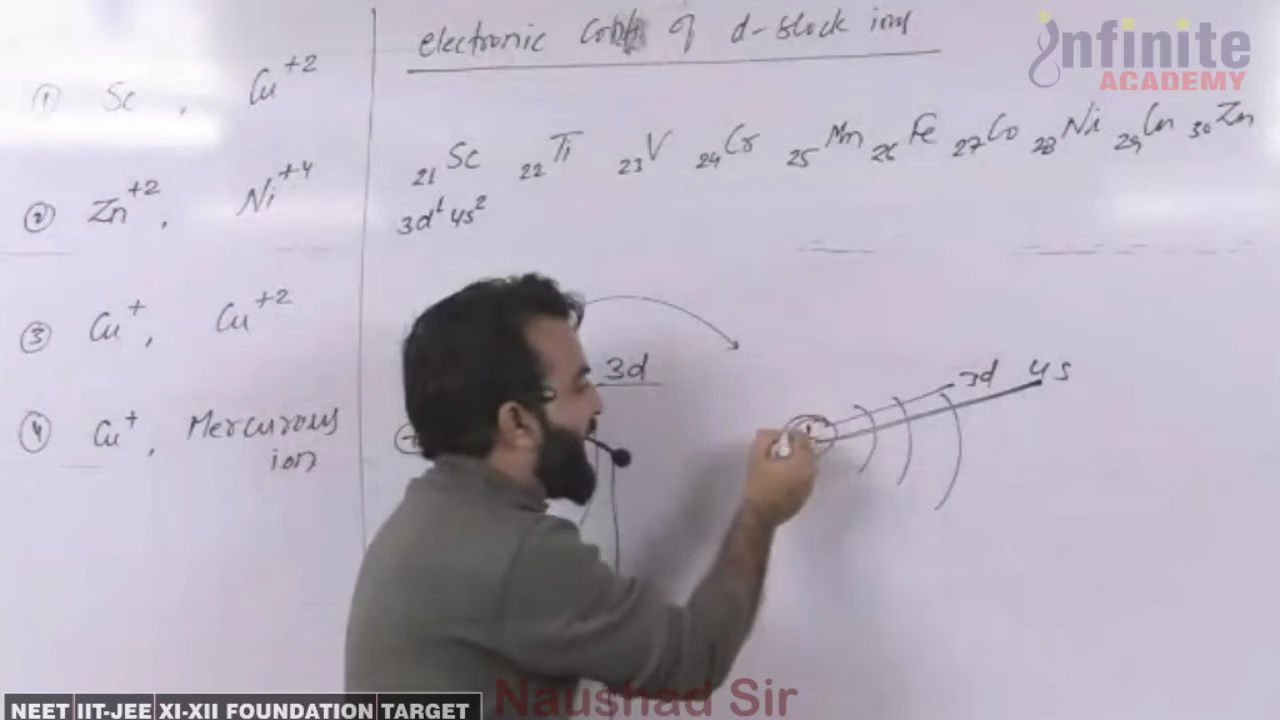 infinite
ACADEMY
electronic of d-block ions
① Sc , Cu⁺²
② Zn⁺² , Ni⁺⁴
③ Cu⁺ , Cu⁺²
④ Cu⁺ , Mercurous
ion
₂₁Sc ₂₂Ti ₂₃V ₂₄Cr ₂₅Mn ₂₆Fe ₂₇Co ₂₈Ni ₂₉Cu ₃₀Zn
3d¹ 4s²
3d
3d 4s
NEET IIT-JEE XI-XII FOUNDATION TARGET
Naushad Sir